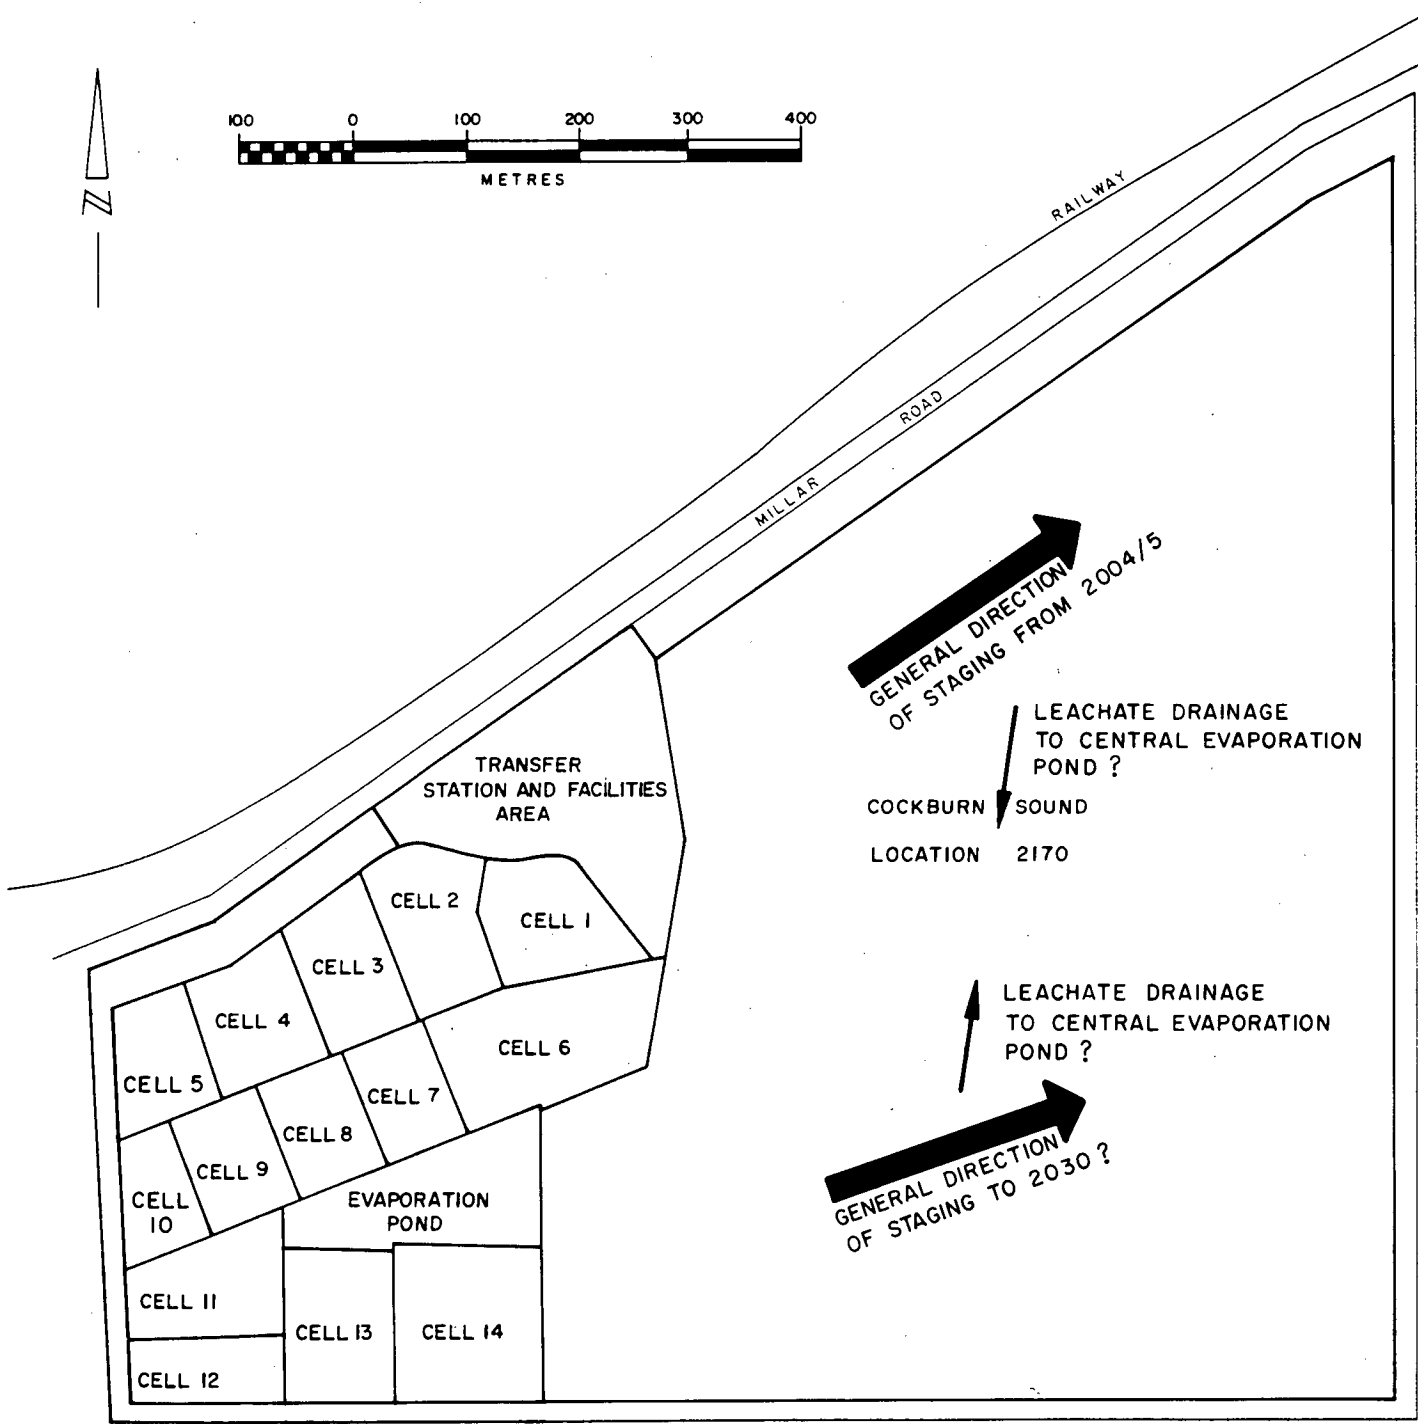 100 0 100 200 300 400
METRES
N
RAILWAY
MILLAR ROAD
GENERAL DIRECTION
OF STAGING FROM 2004/5
LEACHATE DRAINAGE
TO CENTRAL EVAPORATION
POND ?
COCKBURN SOUND
LOCATION 2170
TRANSFER
STATION AND FACILITIES
AREA
CELL 2
CELL 1
CELL 3
CELL 4
CELL 5
CELL 6
CELL 7
CELL 8
CELL 9
CELL
10
LEACHATE DRAINAGE
TO CENTRAL EVAPORATION
POND ?
GENERAL DIRECTION
OF STAGING TO 2030 ?
EVAPORATION
POND
CELL 11
CELL 12
CELL 13
CELL 14